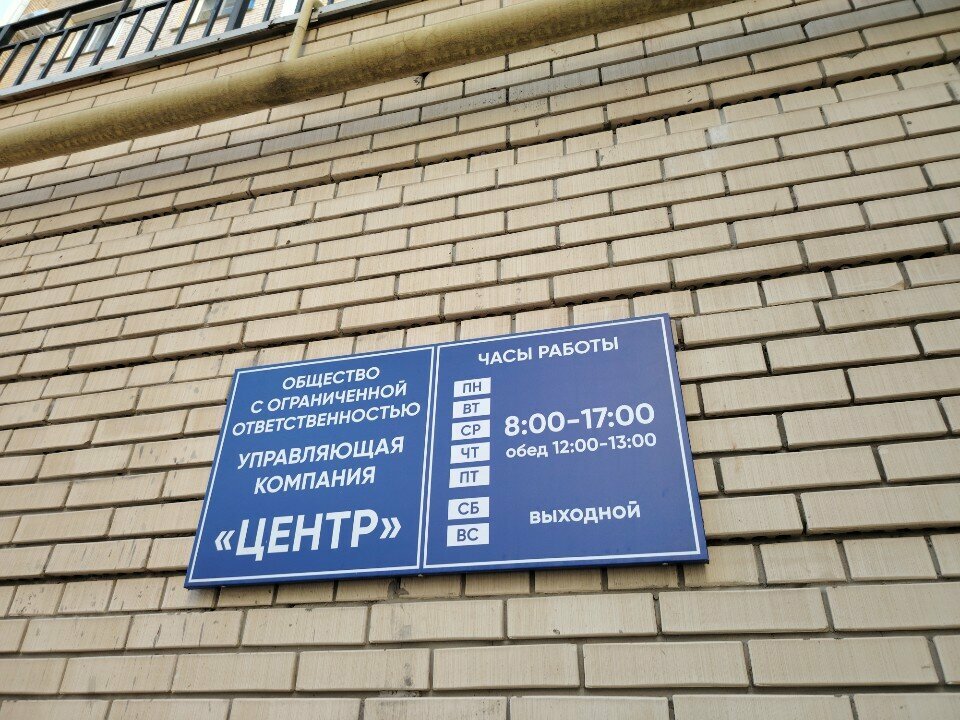 ОБЩЕСТВО
С ОГРАНИЧЕННОЙ
ОТВЕТСТВЕННОСТЬЮ
УПРАВЛЯЮЩАЯ
КОМПАНИЯ
«ЦЕНТР»
ЧАСЫ РАБОТЫ
ПН
ВТ
СР
ЧТ
ПТ
8:00-17:00
обед 12:00-13:00
СБ
ВС
выходной